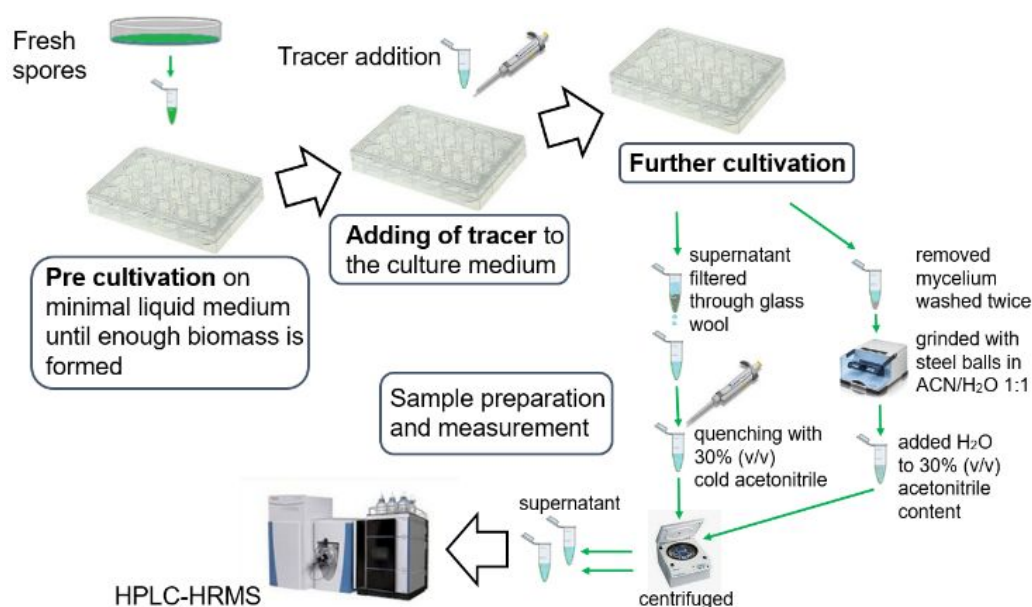 Fresh
spores
Tracer addition
Pre cultivation on
minimal liquid medium
until enough biomass is
formed
Adding of tracer to
the culture medium
Further cultivation
supernatant
filtered
through glass
wool
removed
mycelium
washed twice
grinded with
steel balls in
ACN/H₂O 1:1
Sample preparation
and measurement
quenching with
30% (v/v)
cold acetonitrile
added H₂O
to 30% (v/v)
acetonitrile
content
supernatant
HPLC-HRMS
centrifuged